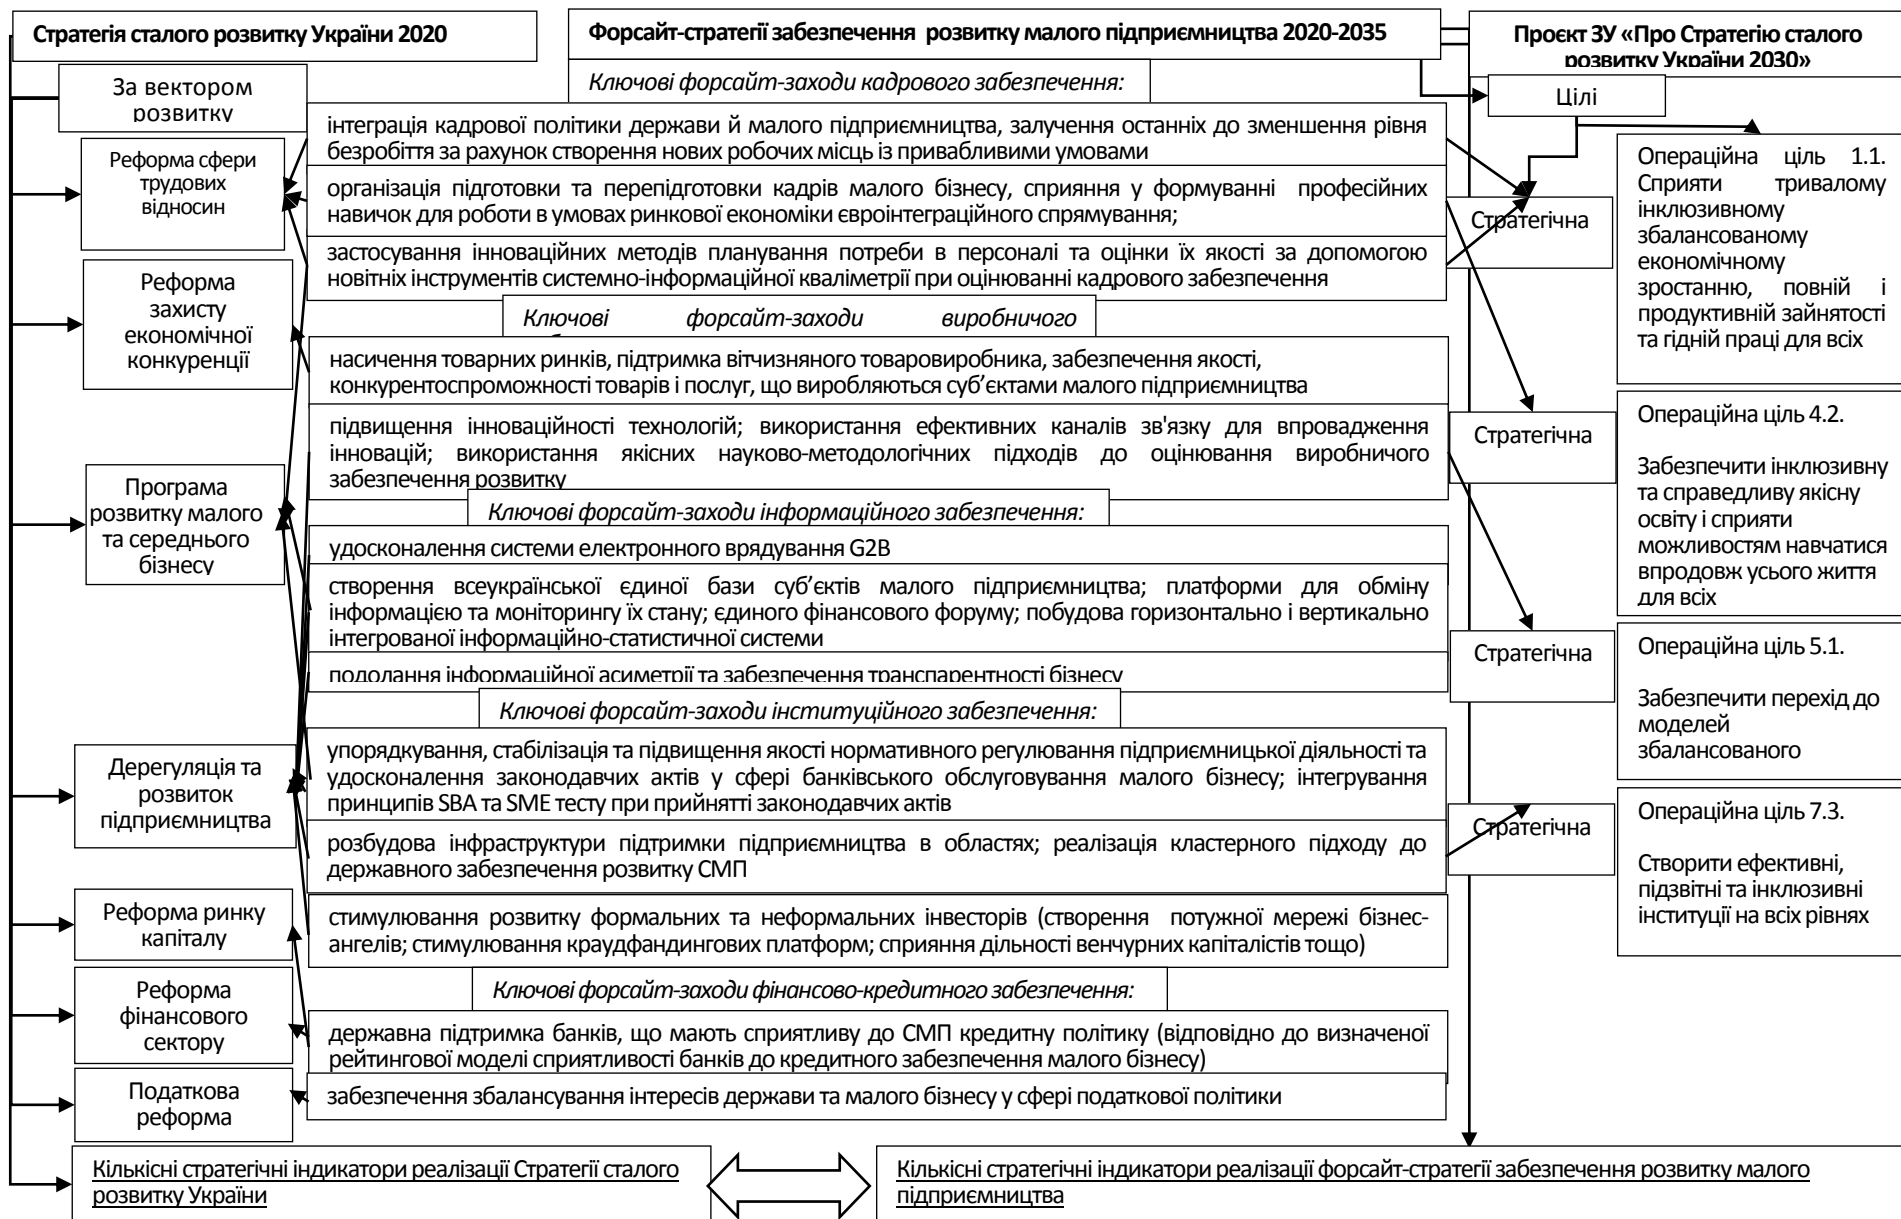 Стратегія сталого розвитку України 2020
Форсайт-стратегії забезпечення розвитку малого підприємництва 2020-2035
Проєкт ЗУ «Про Стратегію сталого
розвитку України 2030»
За вектором
розвитку
Реформа сфери
трудових
відносин
Реформа
захисту
економічної
конкуренції
Програма
розвитку малого
та середнього
бізнесу
Дерегуляція та
розвиток
підприємництва
Реформа ринку
капіталу
Реформа
фінансового
сектору
Податкова
реформа
Ключові форсайт-заходи кадрового забезпечення:
інтеграція кадрової політики держави й малого підприємництва, залучення останніх до зменшення рівня
безробіття за рахунок створення нових робочих місць із привабливими умовами
організація підготовки та перепідготовки кадрів малого бізнесу, сприяння у формуванні професійних
навичок для роботи в умовах ринкової економіки євроінтеграційного спрямування;
застосування інноваційних методів планування потреби в персоналі та оцінки їх якості за допомогою
новітніх інструментів системно-інформаційної кваліметрії при оцінюванні кадрового забезпечення
Ключові форсайт-заходи виробничого
насичення товарних ринків, підтримка вітчизняного товаровиробника, забезпечення якості,
конкурентоспроможності товарів і послуг, що виробляються суб’єктами малого підприємництва
підвищення інноваційності технологій; використання ефективних каналів зв'язку для впровадження
інновацій; використання якісних науково-методологічних підходів до оцінювання виробничого
забезпечення розвитку
Ключові форсайт-заходи інформаційного забезпечення:
удосконалення системи електронного врядування G2B
створення всеукраїнської єдиної бази суб’єктів малого підприємництва; платформи для обміну
інформацією та моніторингу їх стану; єдиного фінансового форуму; побудова горизонтально і вертикально
інтегрованої інформаційно-статистичної системи
подолання інформаційної асиметрії та забезпечення транспарентності бізнесу
Ключові форсайт-заходи інституційного забезпечення:
упорядкування, стабілізація та підвищення якості нормативного регулювання підприємницької діяльності та
удосконалення законодавчих актів у сфері банківського обслуговування малого бізнесу; інтегрування
принципів SBA та SME тесту при прийнятті законодавчих актів
розбудова інфраструктури підтримки підприємництва в областях; реалізація кластерного підходу до
державного забезпечення розвитку СМП
стимулювання розвитку формальних та неформальних інвесторів (створення потужної мережі бізнес-
ангелів; стимулювання краудфандингових платформ; сприяння дільності венчурних капіталістів тощо)
Ключові форсайт-заходи фінансово-кредитного забезпечення:
державна підтримка банків, що мають сприятливу до СМП кредитну політику (відповідно до визначеної
рейтингової моделі сприятливості банків до кредитного забезпечення малого бізнесу)
забезпечення збалансування інтересів держави та малого бізнесу у сфері податкової політики
Цілі
Стратегічна
Операційна ціль 1.1.
Сприяти тривалому
інклюзивному
збалансованому
економічному
зростанню, повній і
продуктивній зайнятості
та гідній праці для всіх
Стратегічна
Операційна ціль 4.2.
Забезпечити інклюзивну
та справедливу якісну
освіту і сприяти
можливостям навчатися
впродовж усього життя
для всіх
Стратегічна
Операційна ціль 5.1.
Забезпечити перехід до
моделей
збалансованого
Стратегічна
Операційна ціль 7.3.
Створити ефективні,
підзвітні та інклюзивні
інституції на всіх рівнях
Кількісні стратегічні індикатори реалізації Стратегії сталого
розвитку України
Кількісні стратегічні індикатори реалізації форсайт-стратегії забезпечення розвитку малого
підприємництва